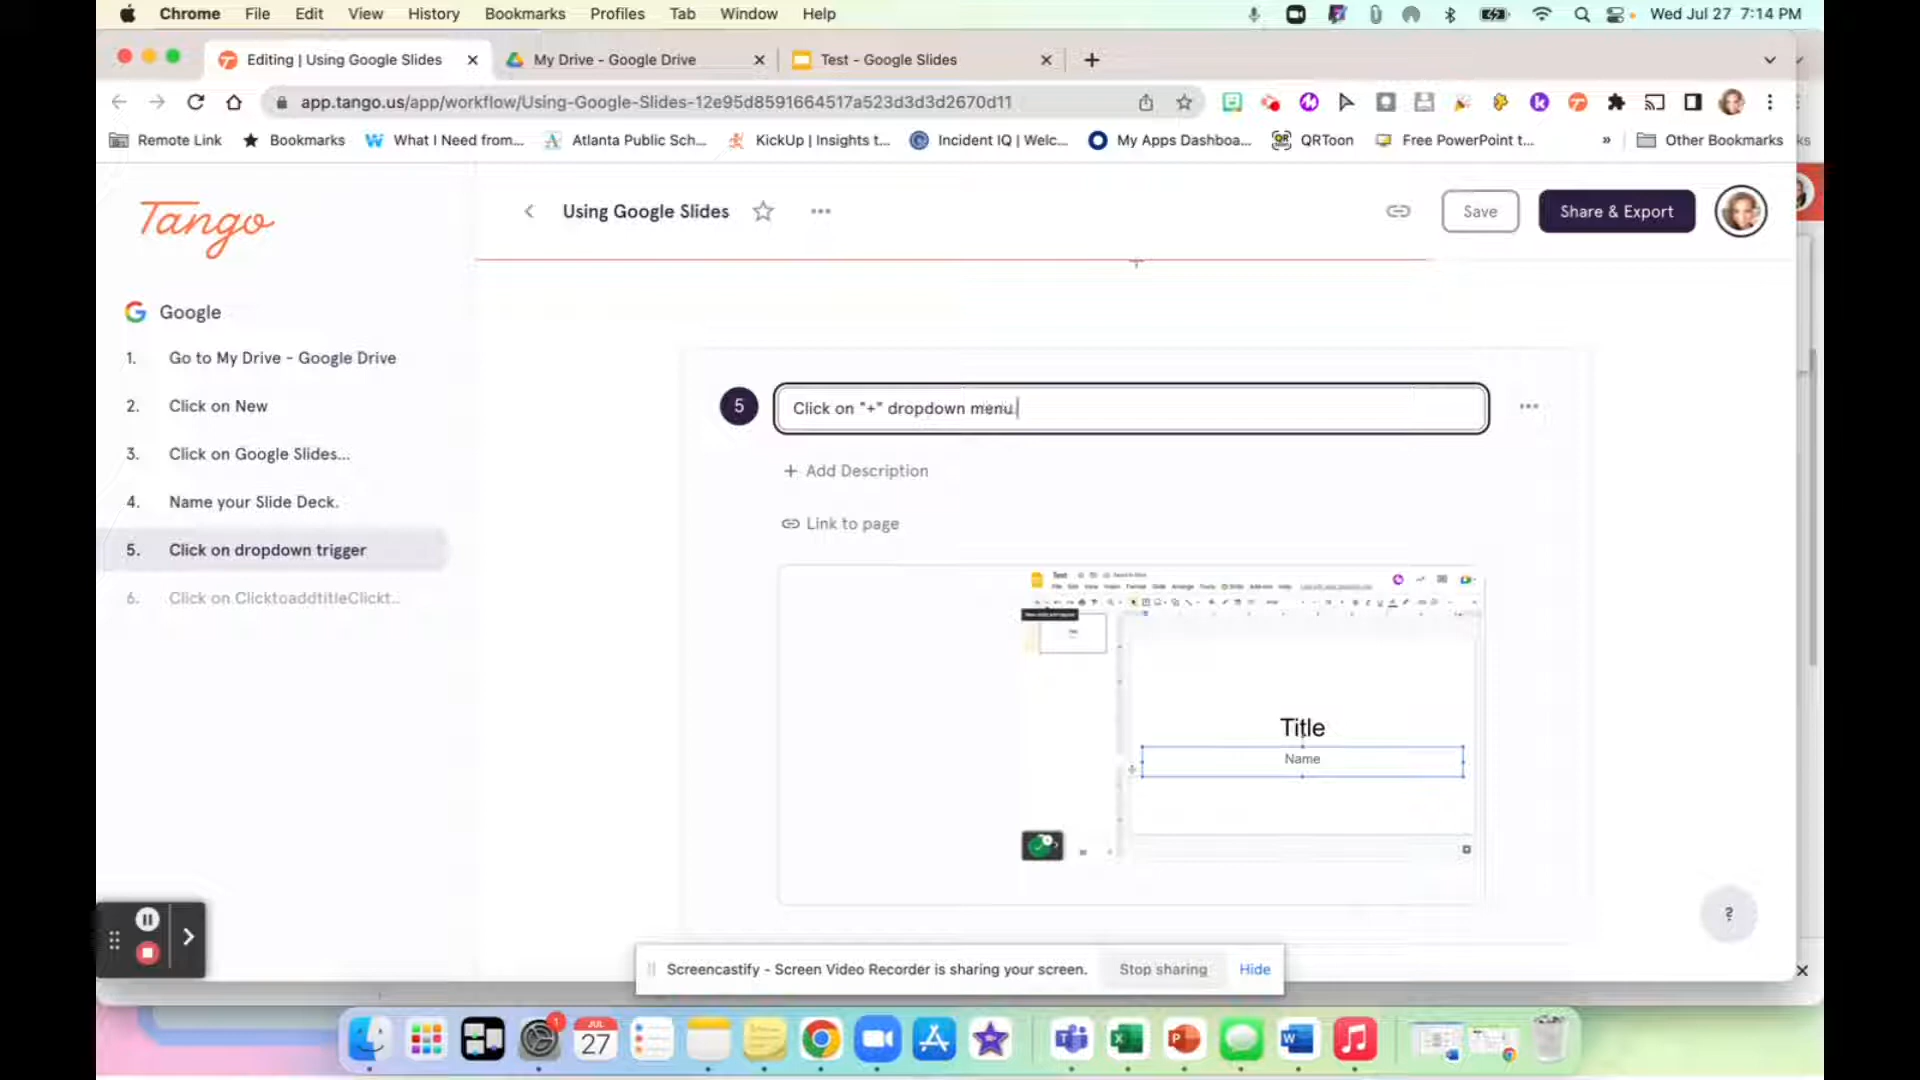 Chrome File Edit View History Bookmarks Profiles Tab Window Help Wed Jul 27 7:14 PM
Editing | Using Google Slides My Drive - Google Drive Test - Google Slides
app.tango.us/app/workflow/Using-Google-Slides-12e95d8591664517a523d3d3d2670d11
Remote Link Bookmarks What I Need from... Atlanta Public Sch... KickUp | Insights t... Incident IQ | Welc... My Apps Dashboa... QRToon Free PowerPoint t... » Other Bookmarks
Tango
Using Google Slides
Save
Share & Export
Google
1. Go to My Drive - Google Drive
2. Click on New
3. Click on Google Slides...
4. Name your Slide Deck.
5. Click on dropdown trigger
6. Click on ClicktoaddtitleClickt...
5
Click on "+" dropdown menu.
+ Add Description
Link to page
Test
Title
Name
?
Screencastify - Screen Video Recorder is sharing your screen. Stop sharing Hide
JUL
27
1